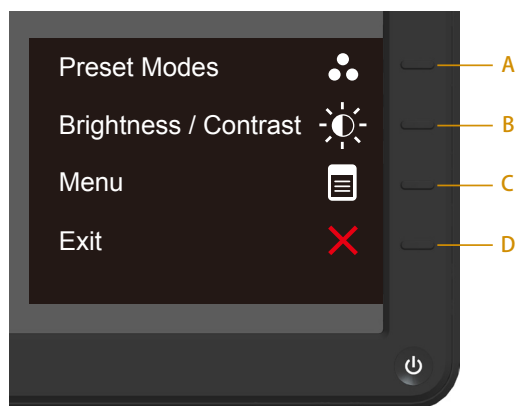 Preset Modes
A
Brightness / Contrast
B
Menu
C
Exit
D